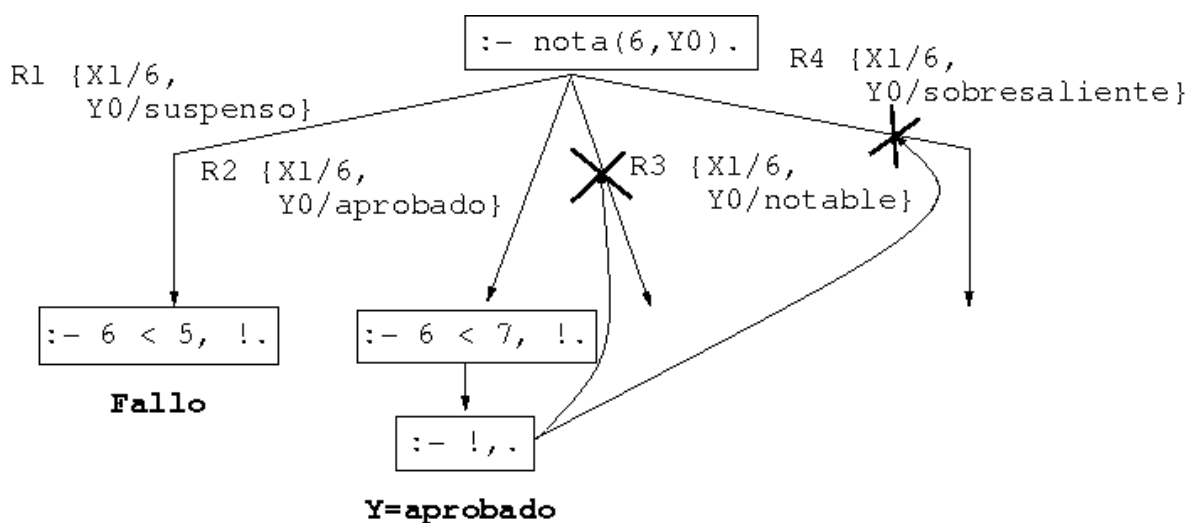 :- nota(6,Y0).
R1 {X1/6,
Y0/suspenso}
R4 {X1/6,
Y0/sobresaliente}
R2 {X1/6,
Y0/aprobado}
R3 {X1/6,
Y0/notable}
:- 6 < 5, !.
:- 6 < 7, !.
Fallo
:- !,.
Y=aprobado